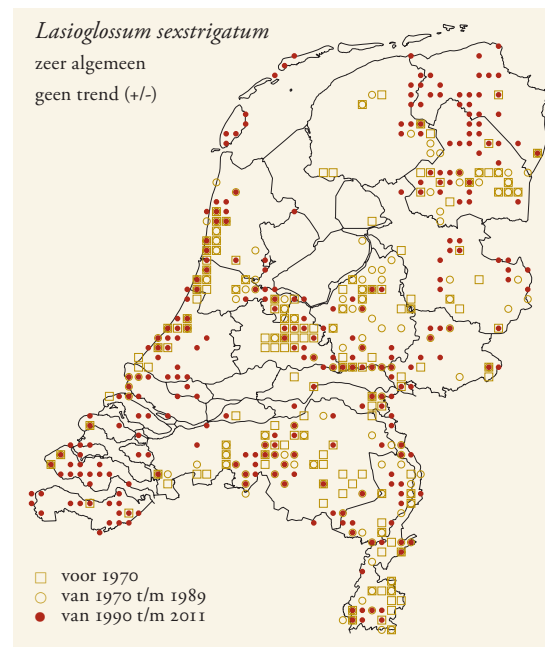 Lasioglossum sexstrigatum
zeer algemeen
geen trend (+/-)
voor 1970
van 1970 t/m 1989
van 1990 t/m 2011